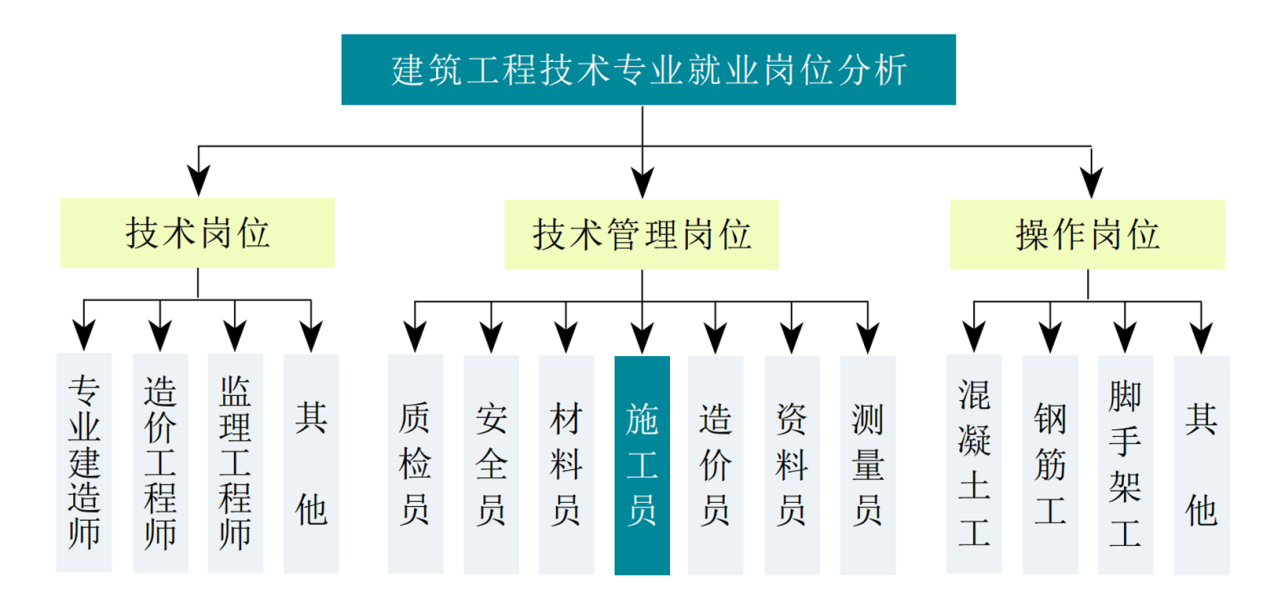 建筑工程技术专业就业岗位分析
技术岗位
技术管理岗位
操作岗位
专业建造师
造价工程师
监理工程师
其他
质检员
安全员
材料员
施工员
造价员
资料员
测量员
混凝土工
钢筋工
脚手架工
其他